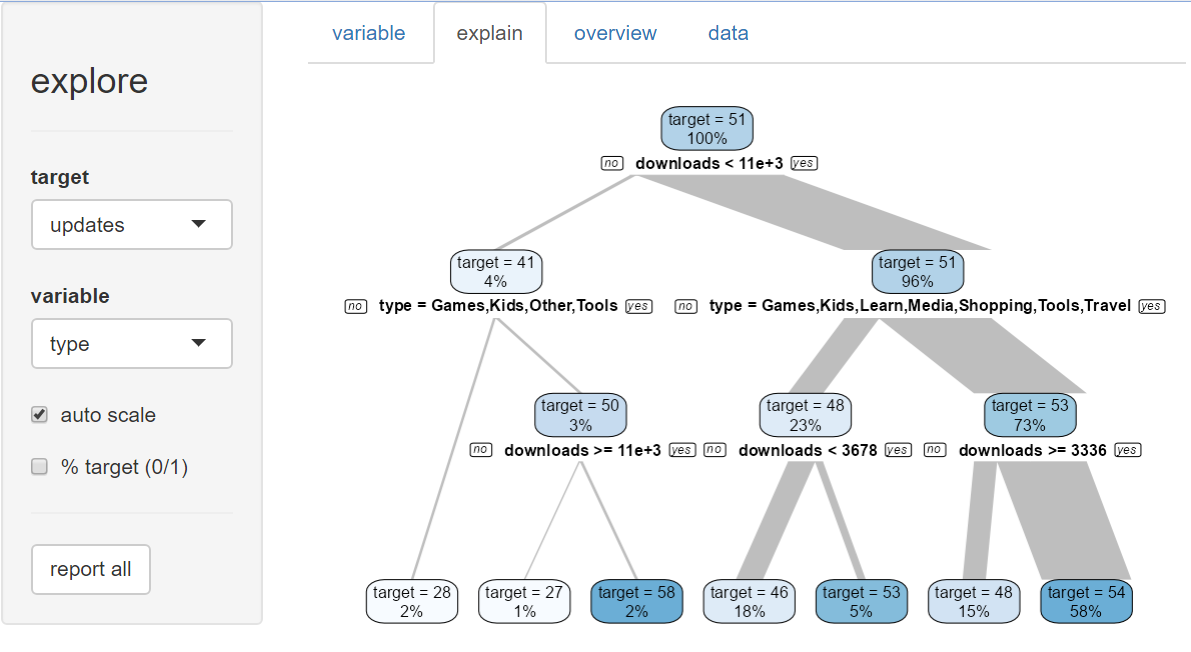 variable explain overview data
explore
target
updates
variable
type
auto scale
% target (0/1)
report all
target = 51
100%
no downloads < 11e+3 yes
target = 41
4%
target = 51
96%
no type = Games,Kids,Other,Tools yes
no type = Games,Kids,Learn,Media,Shopping,Tools,Travel yes
target = 50
3%
target = 48
23%
target = 53
73%
no downloads >= 11e+3 yes
no downloads < 3678 yes
no downloads >= 3336 yes
target = 28
2%
target = 27
1%
target = 58
2%
target = 46
18%
target = 53
5%
target = 48
15%
target = 54
58%